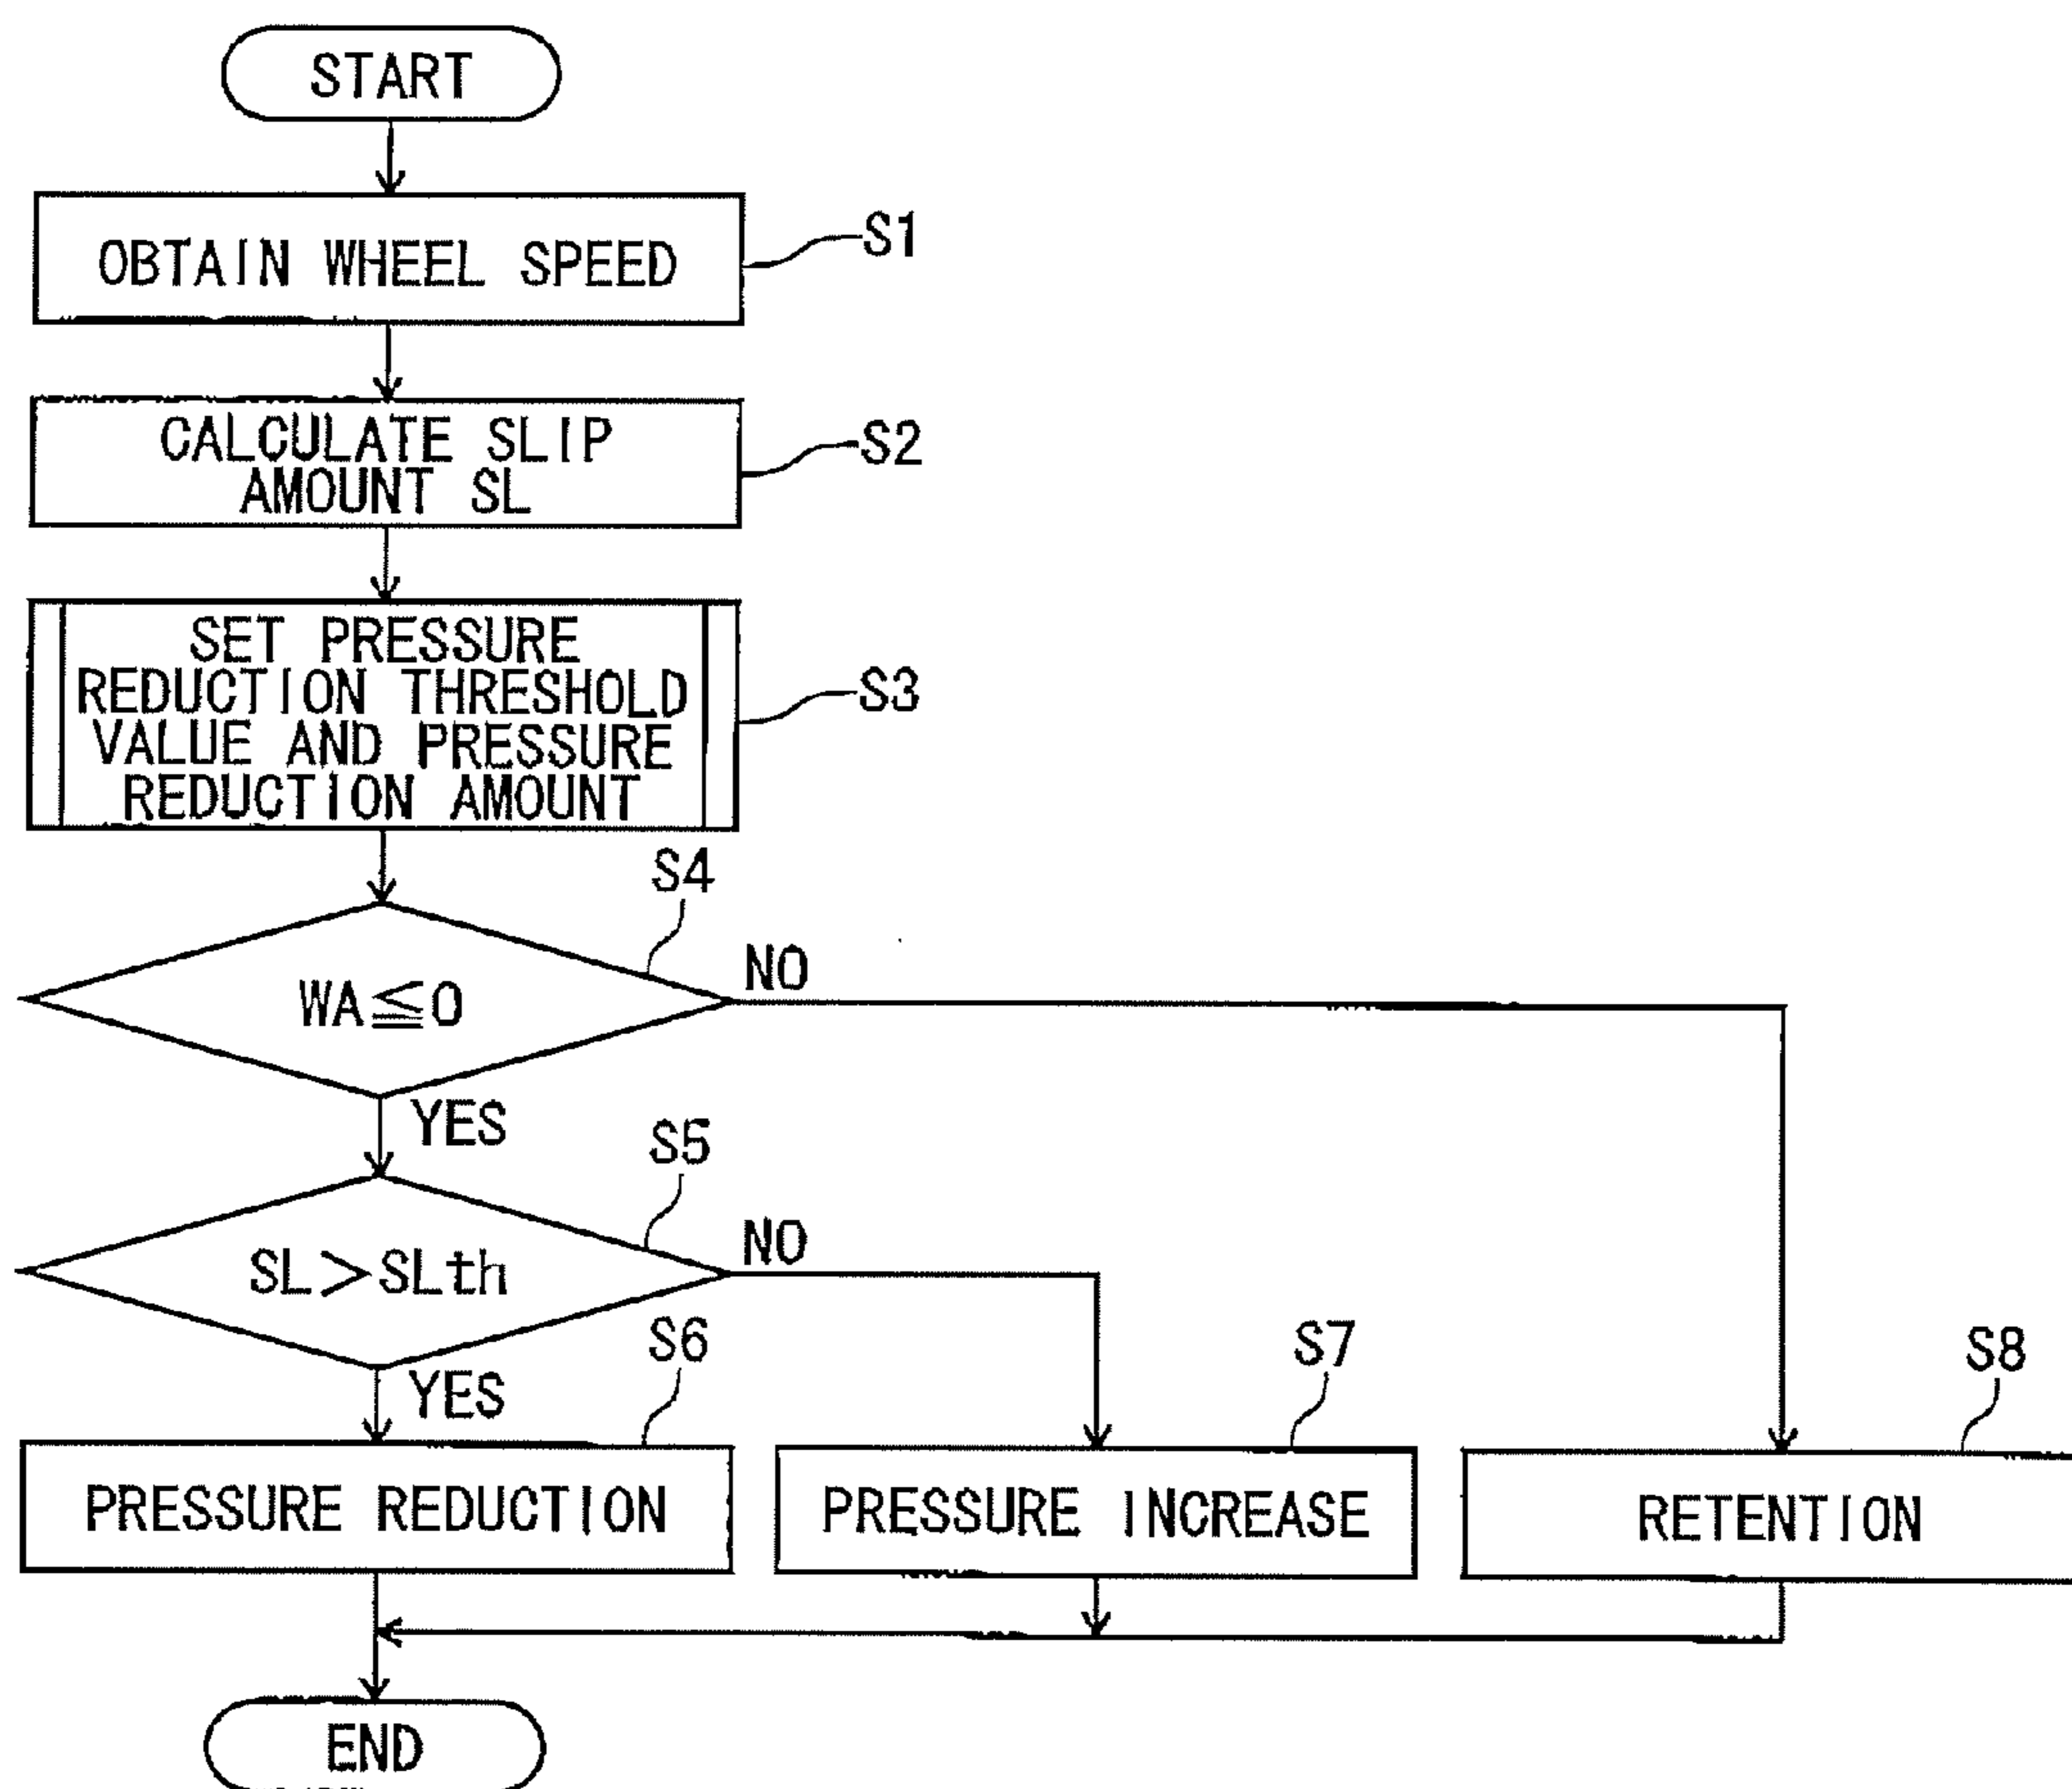 START
OBTAIN WHEEL SPEED
S1
CALCULATE SLIP
AMOUNT SL
S2
SET PRESSURE
REDUCTION THRESHOLD
VALUE AND PRESSURE
REDUCTION AMOUNT
S3
S4
WA≦0
NO
YES
S5
SL>SLth
NO
YES
S6
PRESSURE REDUCTION
S7
PRESSURE INCREASE
S8
RETENTION
END